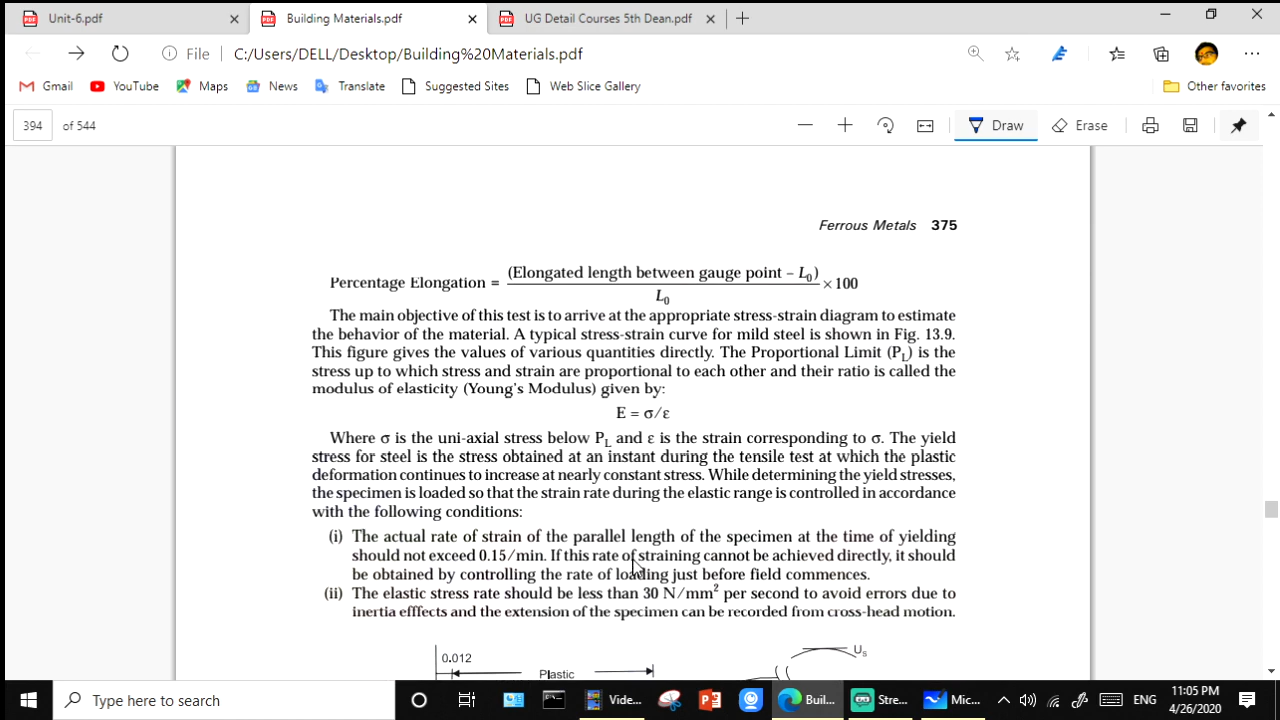 Unit-6.pdf
Building Materials.pdf
UG Detail Courses 5th Dean.pdf
File
C:/Users/DELL/Desktop/Building%20Materials.pdf
Gmail
YouTube
Maps
News
Translate
Suggested Sites
Web Slice Gallery
Other favorites
394 of 544
Draw
Erase
Ferrous Metals 375
Percentage Elongation = (Elongated length between gauge point – L₀) / L₀ × 100
The main objective of this test is to arrive at the appropriate stress-strain diagram to estimate
the behavior of the material. A typical stress-strain curve for mild steel is shown in Fig. 13.9.
This figure gives the values of various quantities directly. The Proportional Limit (P_L) is the
stress up to which stress and strain are proportional to each other and their ratio is called the
modulus of elasticity (Young's Modulus) given by:
E = σ/ε
Where σ is the uni-axial stress below P_L and ε is the strain corresponding to σ. The yield
stress for steel is the stress obtained at an instant during the tensile test at which the plastic
deformation continues to increase at nearly constant stress. While determining the yield stresses,
the specimen is loaded so that the strain rate during the elastic range is controlled in accordance
with the following conditions:
(i) The actual rate of strain of the parallel length of the specimen at the time of yielding
should not exceed 0.15/min. If this rate of straining cannot be achieved directly, it should
be obtained by controlling the rate of loading just before field commences.
(ii) The elastic stress rate should be less than 30 N/mm² per second to avoid errors due to
inertia efffects and the extension of the specimen can be recorded from cross-head motion.
0.012
Plastic
U_s
Type here to search
Vide...
Buil...
Stre...
Mic...
ENG
11:05 PM
4/26/2020